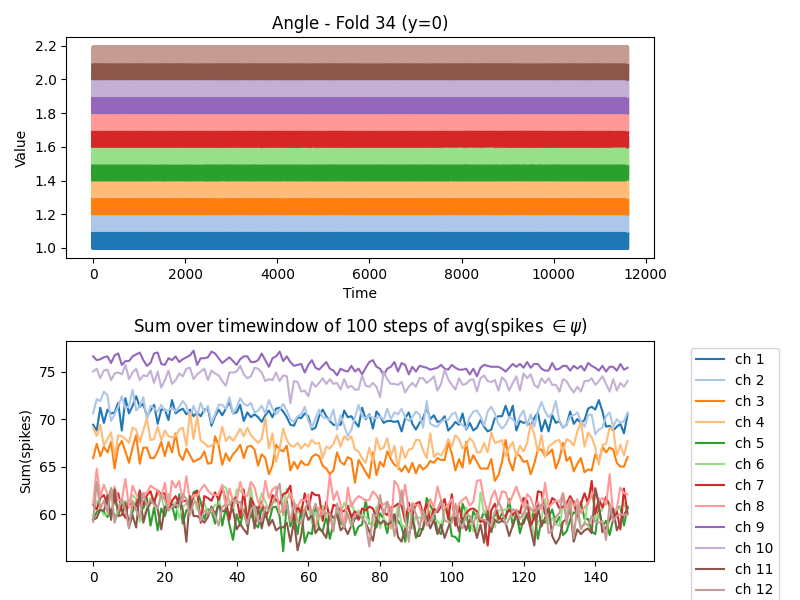 Angle - Fold 34 (y=0)
Value
2.2
2.0
1.8
1.6
1.4
1.2
1.0
0 2000 4000 6000 8000 10000 12000
Time
Sum over timewindow of 100 steps of avg(spikes ∈ψ)
Sum(spikes)
75
70
65
60
0 20 40 60 80 100 120 140
ch 1
ch 2
ch 3
ch 4
ch 5
ch 6
ch 7
ch 8
ch 9
ch 10
ch 11
ch 12